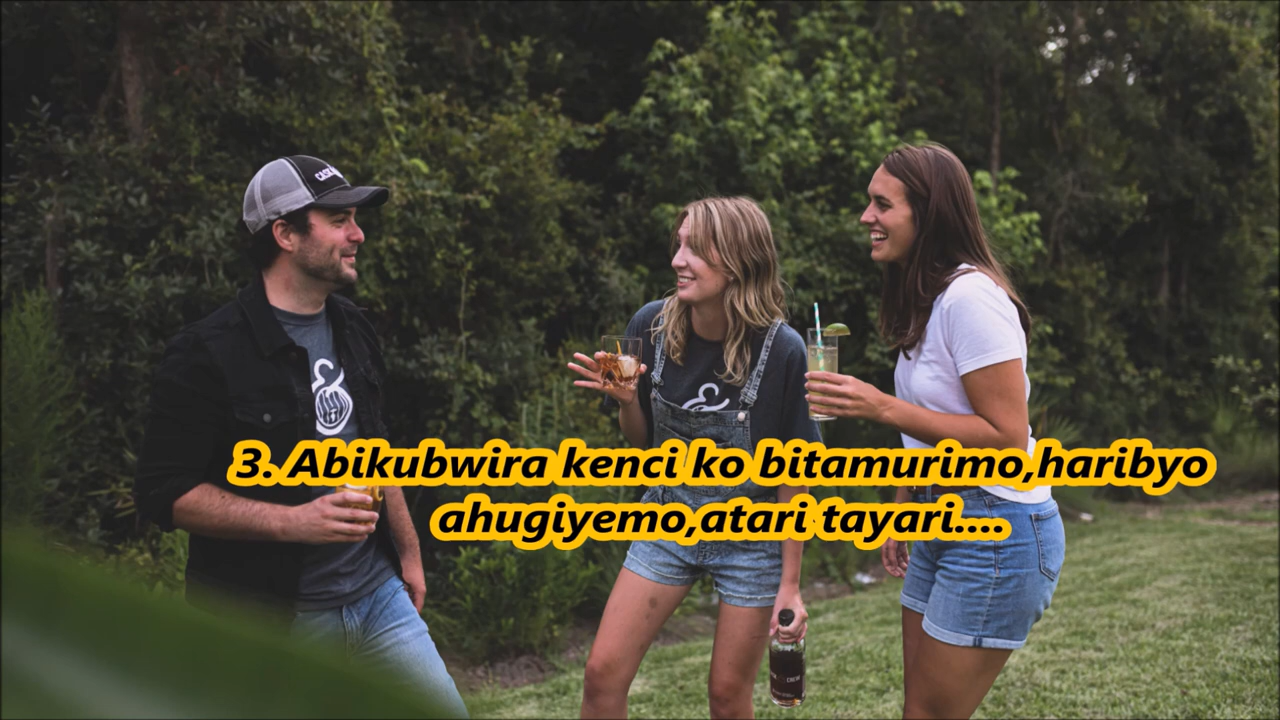 3. Abikubwira kenci ko bitamurimo,haribyo
ahugiyemo,atari tayari....